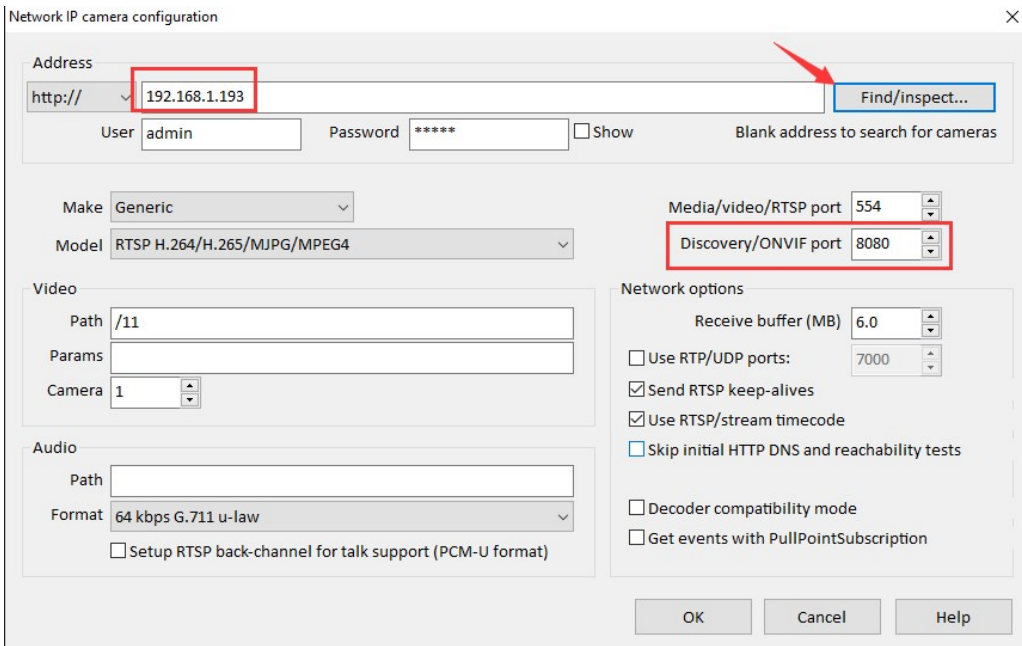 Network IP camera configuration
Address
http:// 192.168.1.193 Find/inspect...
User admin Password ***** Show Blank address to search for cameras
Make Generic Media/video/RTSP port 554
Model RTSP H.264/H.265/MJPG/MPEG4 Discovery/ONVIF port 8080
Video
Path /11
Params
Camera 1
Network options
Receive buffer (MB) 6.0
Use RTP/UDP ports: 7000
Send RTSP keep-alives
Use RTSP/stream timecode
Skip initial HTTP DNS and reachability tests
Decoder compatibility mode
Get events with PullPointSubscription
Audio
Path
Format 64 kbps G.711 u-law
Setup RTSP back-channel for talk support (PCM-U format)
OK Cancel Help